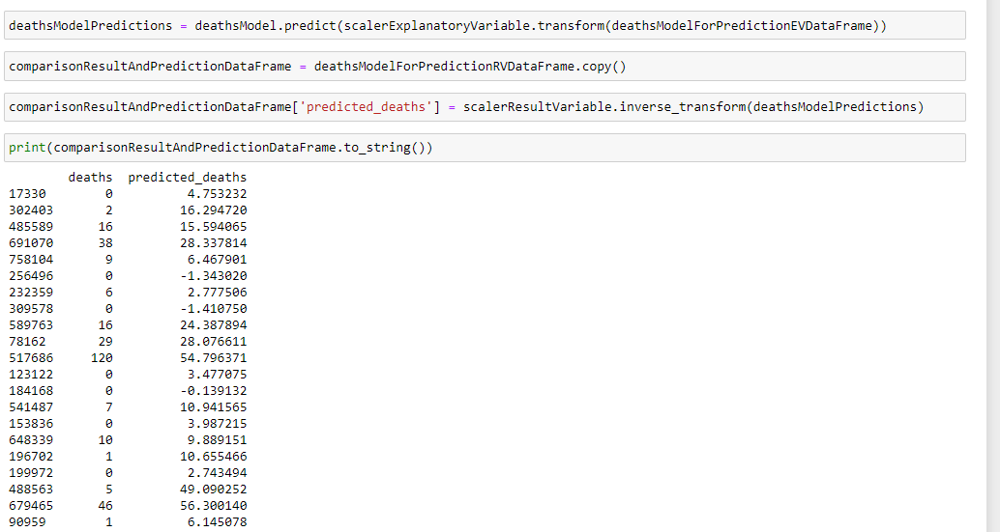 deathsModelPredictions = deathsModel.predict(scalerExplanatoryVariable.transform(deathsModelForPredictionEVDataFrame))
comparisonResultAndPredictionDataFrame = deathsModelForPredictionRVDataFrame.copy()
comparisonResultAndPredictionDataFrame['predicted_deaths'] = scalerResultVariable.inverse_transform(deathsModelPredictions)
print(comparisonResultAndPredictionDataFrame.to_string())
deaths predicted_deaths
17330 0 4.753232
302403 2 16.294720
485589 16 15.594065
691070 38 28.337814
758104 9 6.467901
256496 0 -1.343020
232359 6 2.777506
309578 0 -1.410750
589763 16 24.387894
78162 29 28.076611
517686 120 54.796371
123122 0 3.477075
184168 0 -0.139132
541487 7 10.941565
153836 0 3.987215
648339 10 9.889151
196702 1 10.655466
199972 0 2.743494
488563 5 49.090252
679465 46 56.300140
90959 1 6.145078